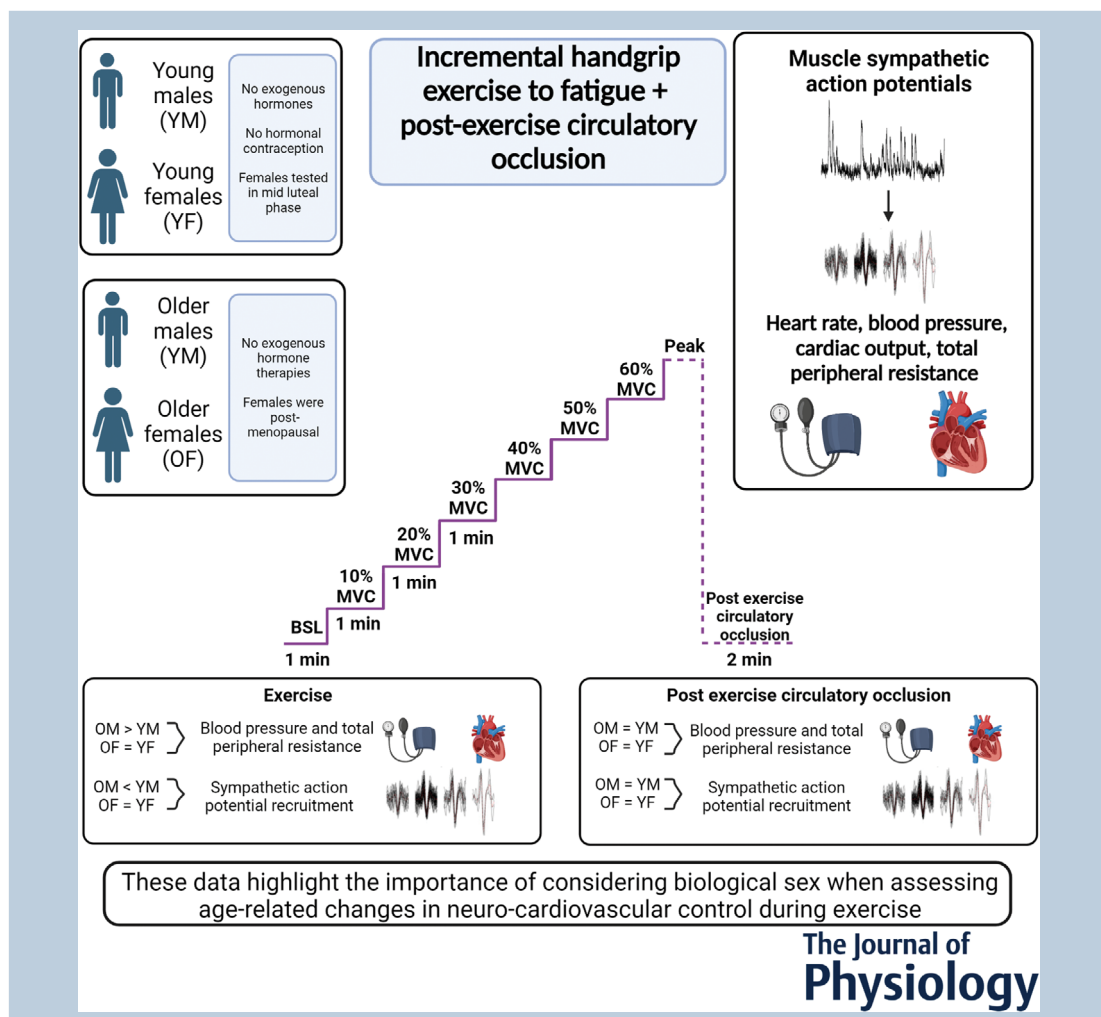 Young
males
(YM)
Young
females
(YF)
No exogenous
hormones
No hormonal
contraception
Females tested
in mid luteal
phase
Incremental handgrip
exercise to fatigue +
post-exercise circulatory
occlusion
Muscle sympathetic
action potentials
Heart rate, blood pressure,
cardiac output, total
peripheral resistance
Older
males
(YM)
Older
females
(OF)
No exogenous
hormone
therapies
Females were
post-
menopausal
BSL
1 min
10%
MVC
1 min
20%
MVC
1 min
30%
MVC
1 min
40%
MVC
50%
MVC
60%
MVC
Peak
Post exercise
circulatory
occlusion
2 min
Exercise
OM > YM
OF = YF
Blood pressure and total
peripheral resistance
OM < YM
OF = YF
Sympathetic action
potential recruitment
Post exercise circulatory occlusion
OM = YM
OF = YF
Blood pressure and total
peripheral resistance
OM = YM
OF = YF
Sympathetic action
potential recruitment
These data highlight the importance of considering biological sex when assessing
age-related changes in neuro-cardiovascular control during exercise
The Journal of
Physiology